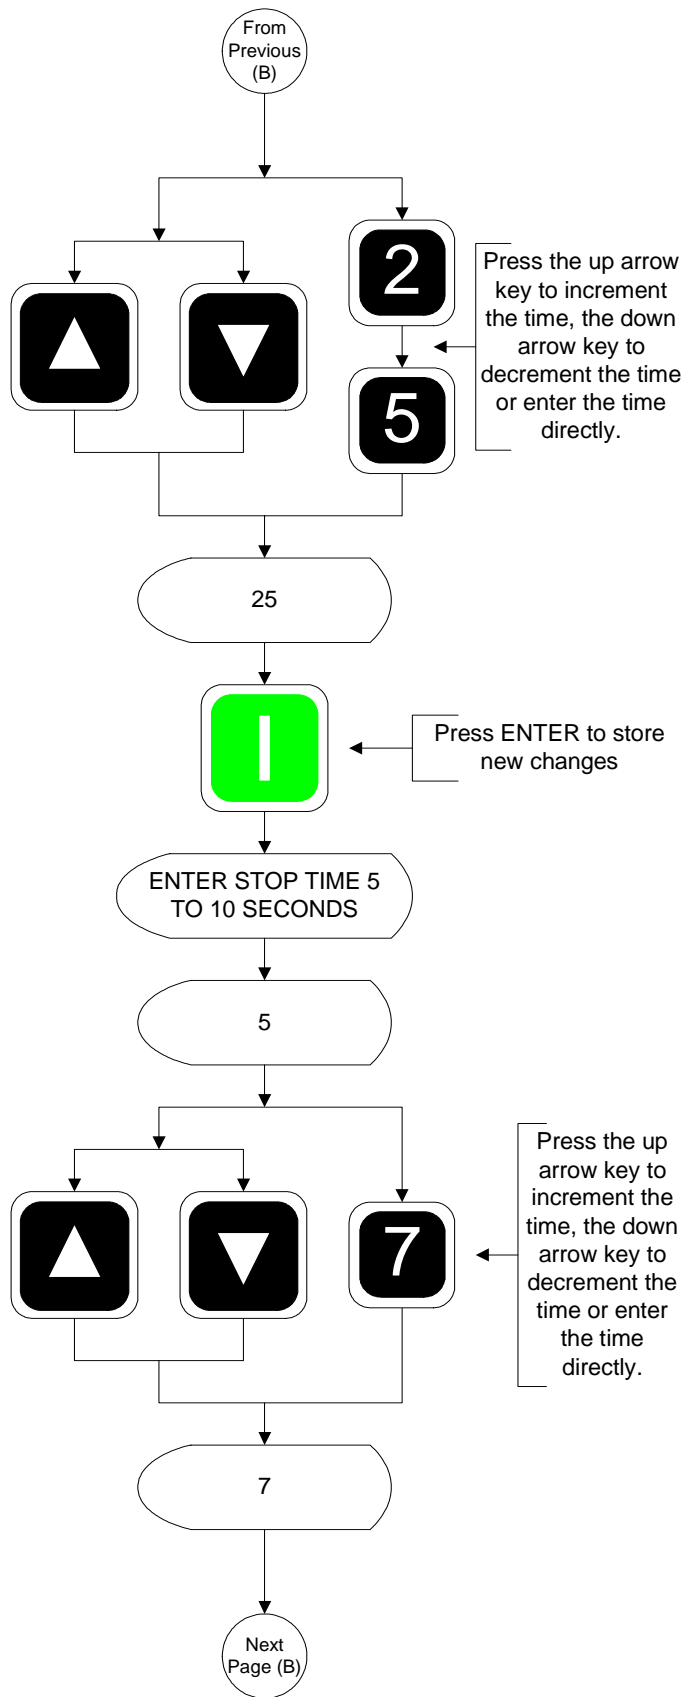 From
Previous
(B)
2
Press the up arrow
key to increment
the time, the down
arrow key to
decrement the time
or enter the time
directly.
5
25
I
Press ENTER to store
new changes
ENTER STOP TIME 5
TO 10 SECONDS
5
7
Press the up
arrow key to
increment the
time, the down
arrow key to
decrement the
time or enter
the time
directly.
7
Next
Page (B)